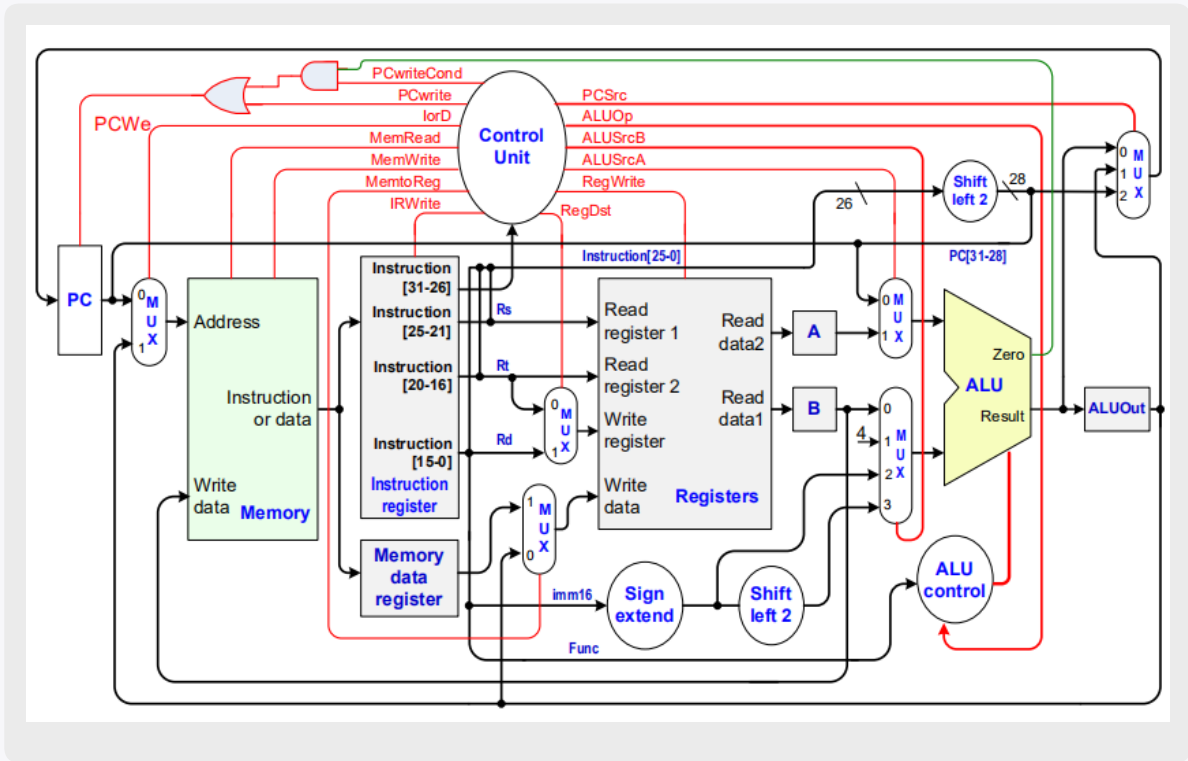 PCwriteCond
PCwrite
PCWe
IorD
MemRead
MemWrite
MemtoReg
IRWrite
Control
Unit
PCSrc
ALUOp
ALUSrcB
ALUSrcA
RegWrite
RegDst
26
Shift
left 2
28
0
1
2
M
U
X
Instruction[25-0]
PC[31-28]
PC
0
1
M
U
X
Address
Instruction
or data
Write
data
Memory
Instruction
[31-26]
Instruction
[25-21]
Instruction
[20-16]
Instruction
[15-0]
Instruction
register
Rs
Rt
Rd
0
1
M
U
X
Memory
data
register
1
0
M
U
X
Read
register 1
Read
register 2
Write
register
Write
data
Read
data2
Read
data1
Registers
A
B
0
1
M
U
X
4
0
1
2
3
M
U
X
Zero
ALU
Result
ALUOut
imm16
Sign
extend
Shift
left 2
ALU
control
Func